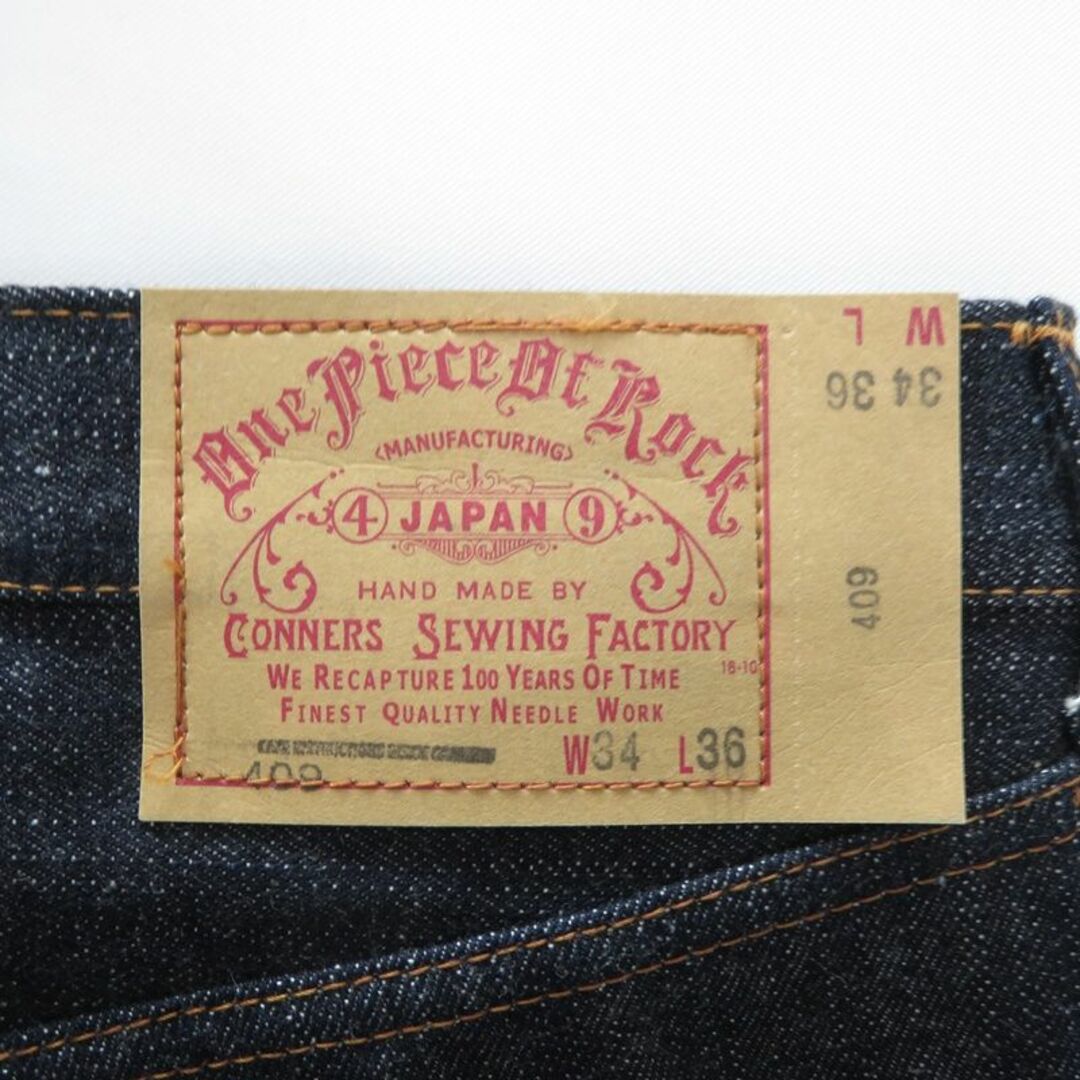 One Piece Of Rock
<MANUFACTURING>
4 JAPAN 9
HAND MADE BY
CONNERS SEWING FACTORY
WE RECAPTURE 100 YEARS OF TIME
18-10
FINEST QUALITY NEEDLE WORK
W34 L36
409
W L
34 36
409